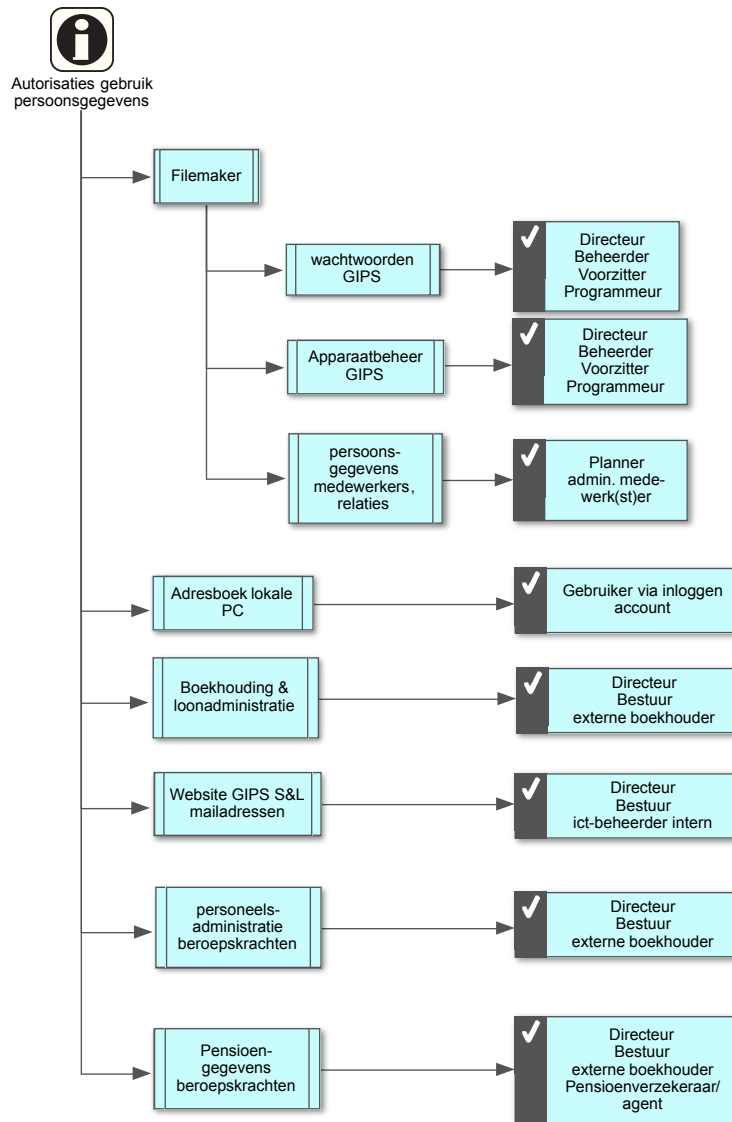 Autorisaties gebruik
persoonsgegevens
Filemaker
wachtwoorden
GIPS
Directeur
Beheerder
Voorzitter
Programmeur
Apparaatbeheer
GIPS
Directeur
Beheerder
Voorzitter
Programmeur
persoons-
gegevens
medewerkers,
relaties
Planner
admin. mede-
werk(st)er
Adresboek lokale
PC
Gebruiker via inloggen
account
Boekhouding &
loonadministratie
Directeur
Bestuur
externe boekhouder
Website GIPS S&L
mailadressen
Directeur
Bestuur
ict-beheerder intern
personeels-
administratie
beroepskrachten
Directeur
Bestuur
externe boekhouder
Pensioen-
gegevens
beroepskrachten
Directeur
Bestuur
externe boekhouder
Pensioenverzekeraar/
agent